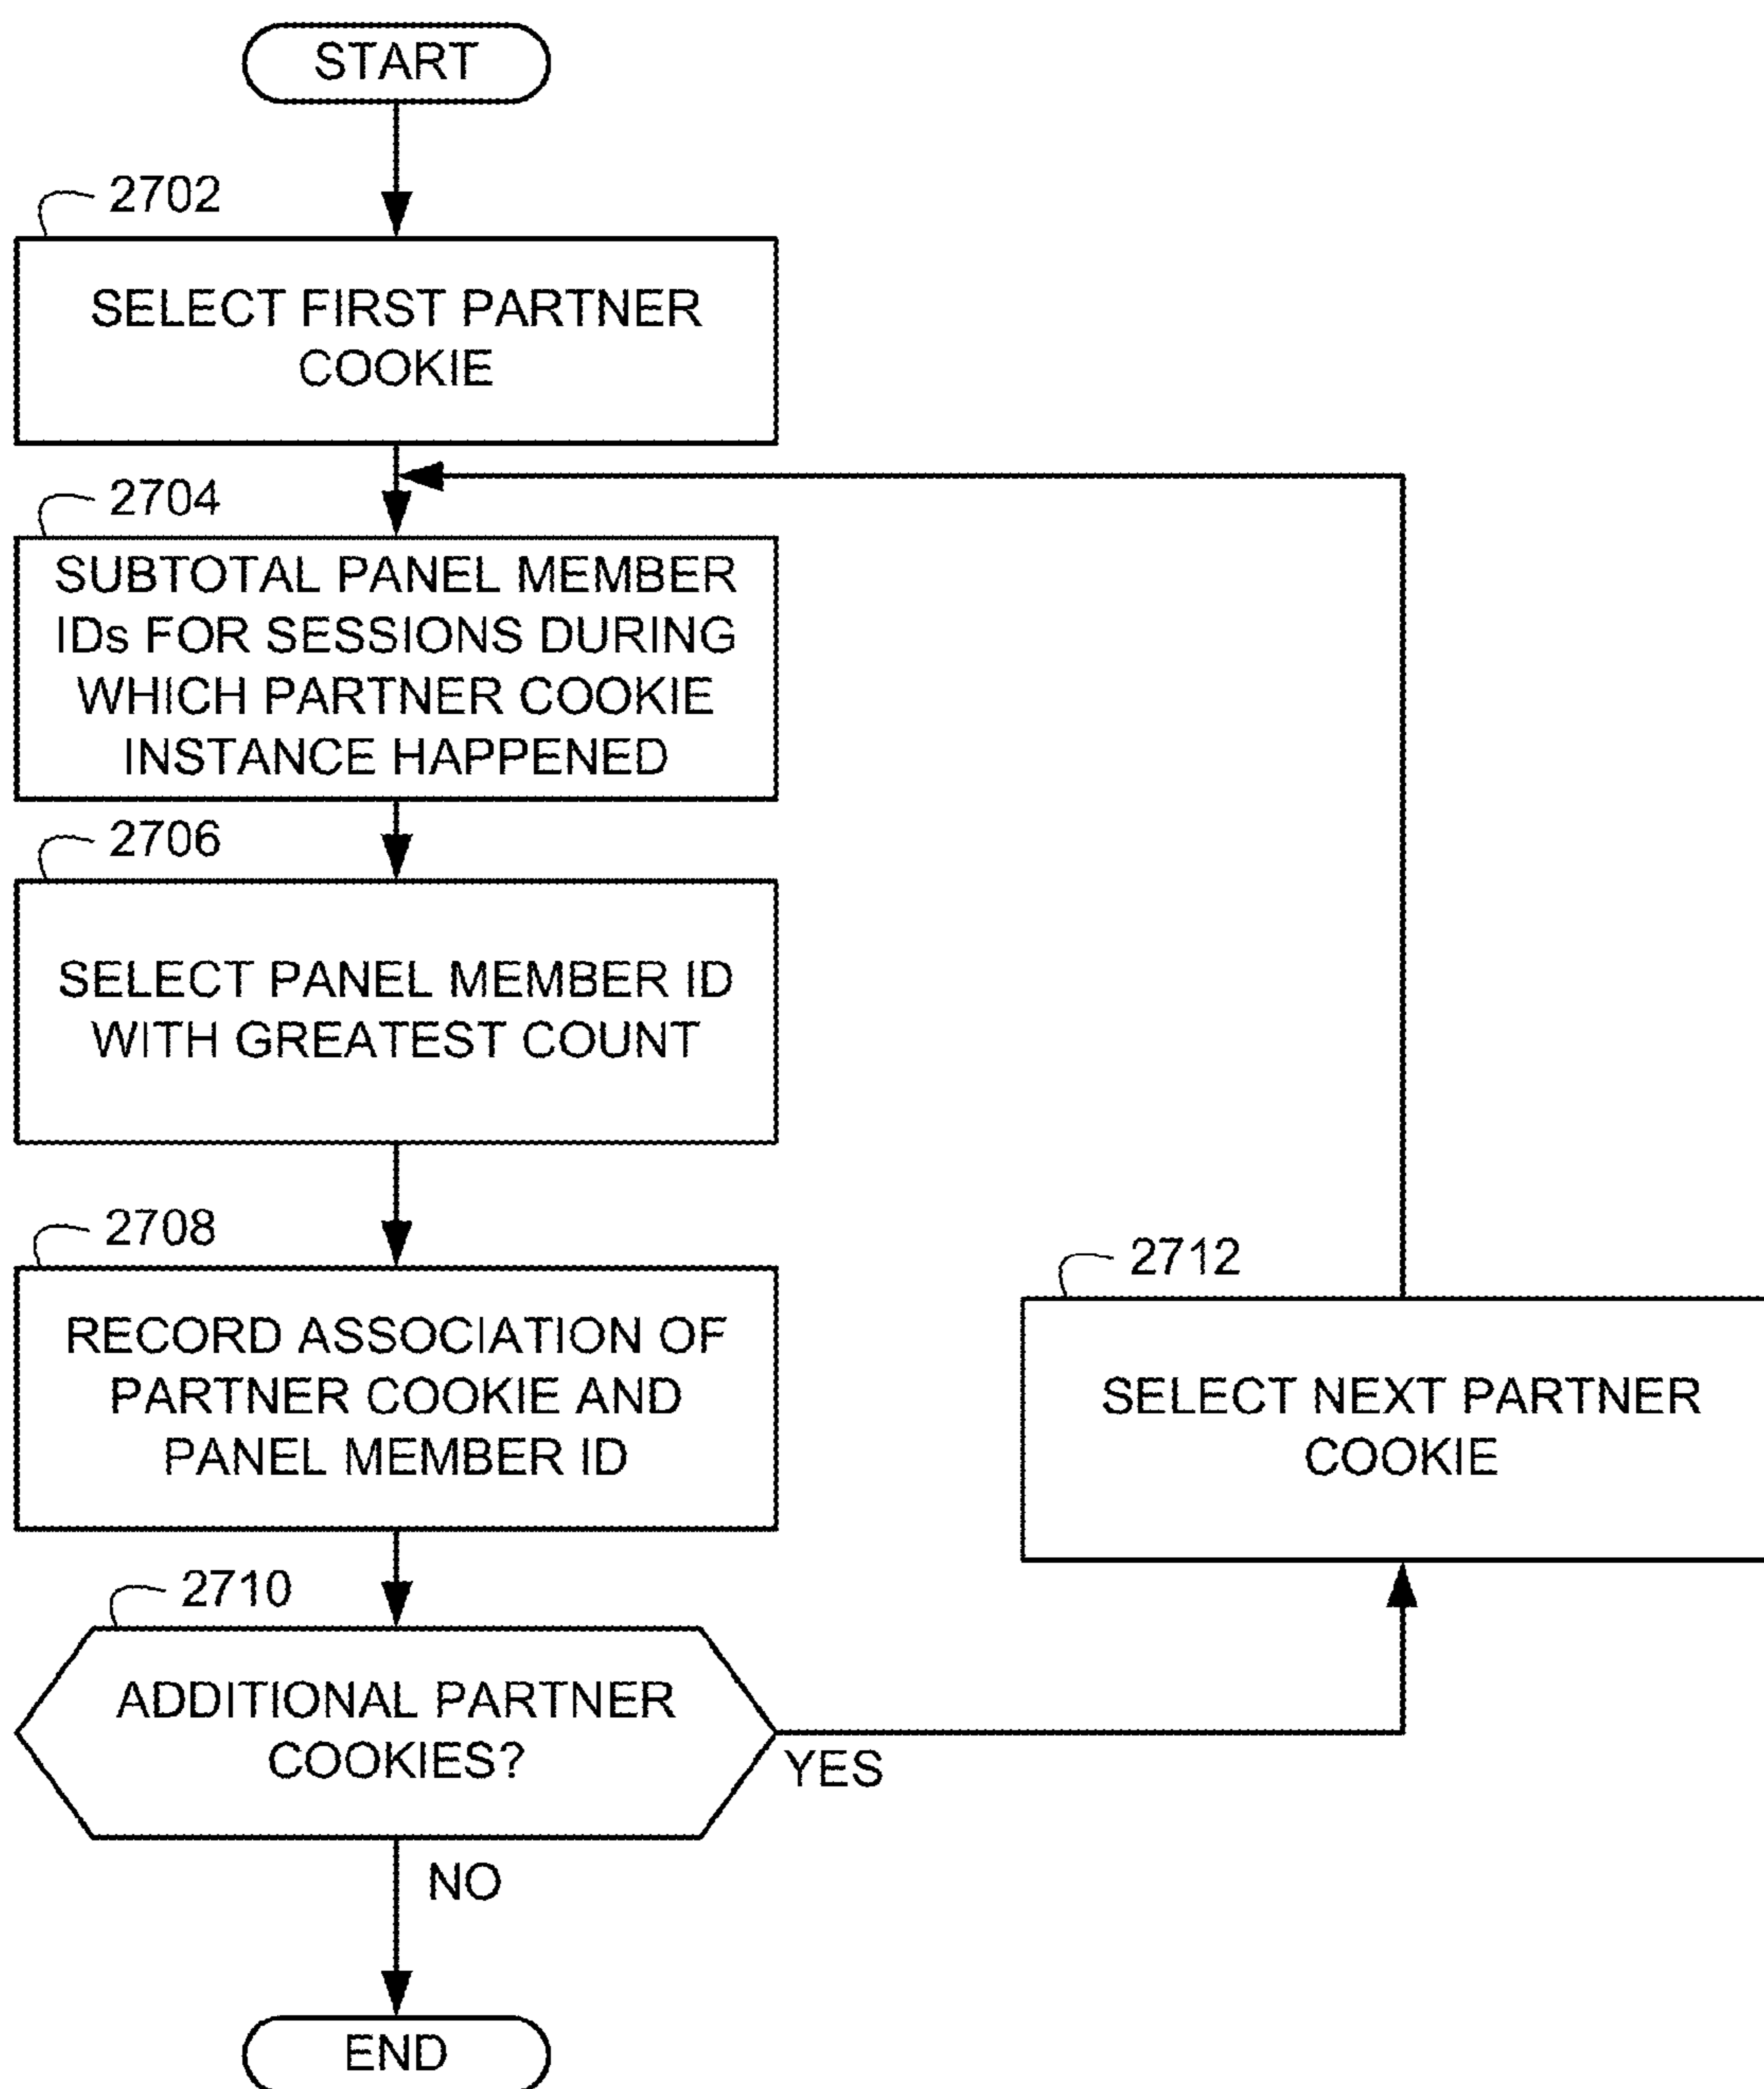 START
2702
SELECT FIRST PARTNER
COOKIE
2704
SUBTOTAL PANEL MEMBER
IDs FOR SESSIONS DURING
WHICH PARTNER COOKIE
INSTANCE HAPPENED
2706
SELECT PANEL MEMBER ID
WITH GREATEST COUNT
2708
RECORD ASSOCIATION OF
PARTNER COOKIE AND
PANEL MEMBER ID
2712
SELECT NEXT PARTNER
COOKIE
2710
ADDITIONAL PARTNER
COOKIES?
YES
NO
END